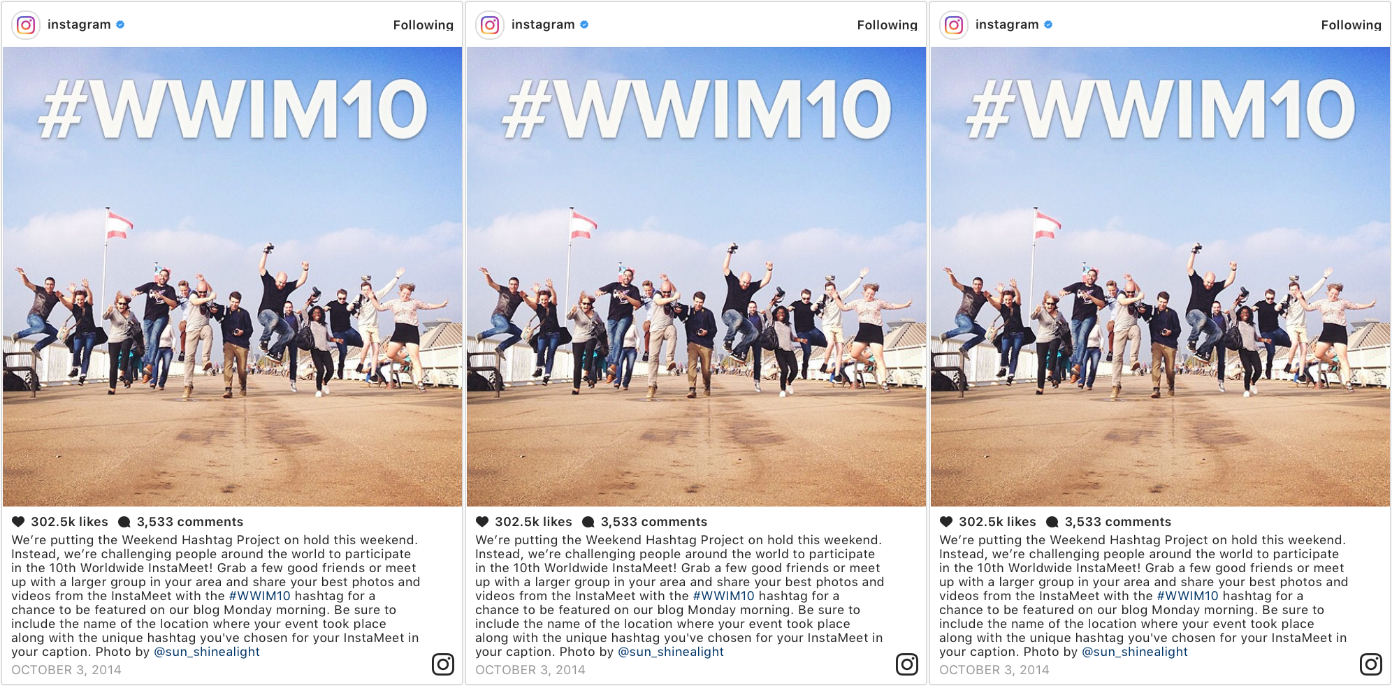 instagram Following
#WWIM10
302.5k likes 3,533 comments
We’re putting the Weekend Hashtag Project on hold this weekend.
Instead, we’re challenging people around the world to participate
in the 10th Worldwide InstaMeet! Grab a few good friends or meet
up with a larger group in your area and share your best photos and
videos from the InstaMeet with the #WWIM10 hashtag for a
chance to be featured on our blog Monday morning. Be sure to
include the name of the location where your event took place
along with the unique hashtag you've chosen for your InstaMeet in
your caption. Photo by @sun_shinealight
OCTOBER 3, 2014
instagram Following
#WWIM10
302.5k likes 3,533 comments
We’re putting the Weekend Hashtag Project on hold this weekend.
Instead, we’re challenging people around the world to participate
in the 10th Worldwide InstaMeet! Grab a few good friends or meet
up with a larger group in your area and share your best photos and
videos from the InstaMeet with the #WWIM10 hashtag for a
chance to be featured on our blog Monday morning. Be sure to
include the name of the location where your event took place
along with the unique hashtag you've chosen for your InstaMeet in
your caption. Photo by @sun_shinealight
OCTOBER 3, 2014
instagram Following
#WWIM10
302.5k likes 3,533 comments
We’re putting the Weekend Hashtag Project on hold this weekend.
Instead, we’re challenging people around the world to participate
in the 10th Worldwide InstaMeet! Grab a few good friends or meet
up with a larger group in your area and share your best photos and
videos from the InstaMeet with the #WWIM10 hashtag for a
chance to be featured on our blog Monday morning. Be sure to
include the name of the location where your event took place
along with the unique hashtag you've chosen for your InstaMeet in
your caption. Photo by @sun_shinealight
OCTOBER 3, 2014